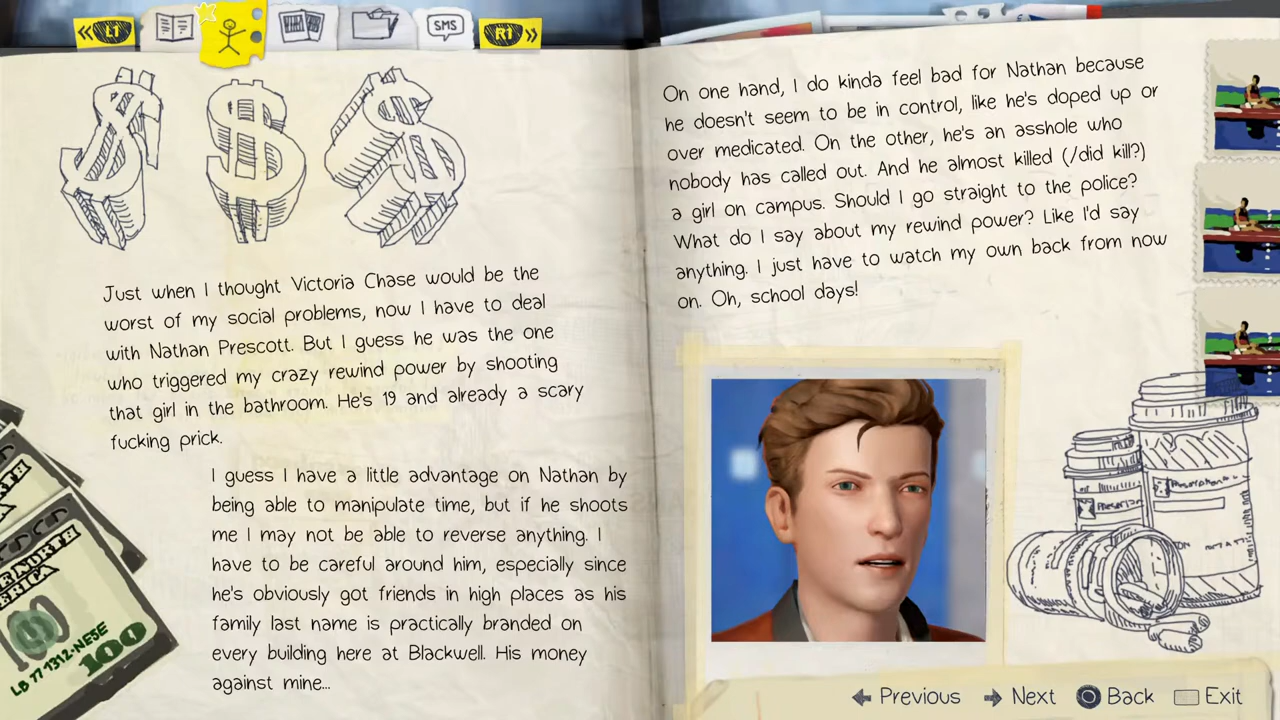 L1
SMS
R1
Just when I thought Victoria Chase would be the
worst of my social problems, now I have to deal
with Nathan Prescott. But I guess he was the one
who triggered my crazy rewind power by shooting
that girl in the bathroom. He's 19 and already a scary
fucking prick.
I guess I have a little advantage on Nathan by
being able to manipulate time, but if he shoots
me I may not be able to reverse anything. I
have to be careful around him, especially since
he's obviously got friends in high places as his
family last name is practically branded on
every building here at Blackwell. His money
against mine...
LB 77 1312-NESE
100
On one hand, I do kinda feel bad for Nathan because
he doesn't seem to be in control, like he's doped up or
over medicated. On the other, he's an asshole who
nobody has called out. And he almost killed (/did kill?)
a girl on campus. Should I go straight to the police?
What do I say about my rewind power? Like I'd say
anything. I just have to watch my own back from now
on. Oh, school days!
Previous
Next
Back
Exit